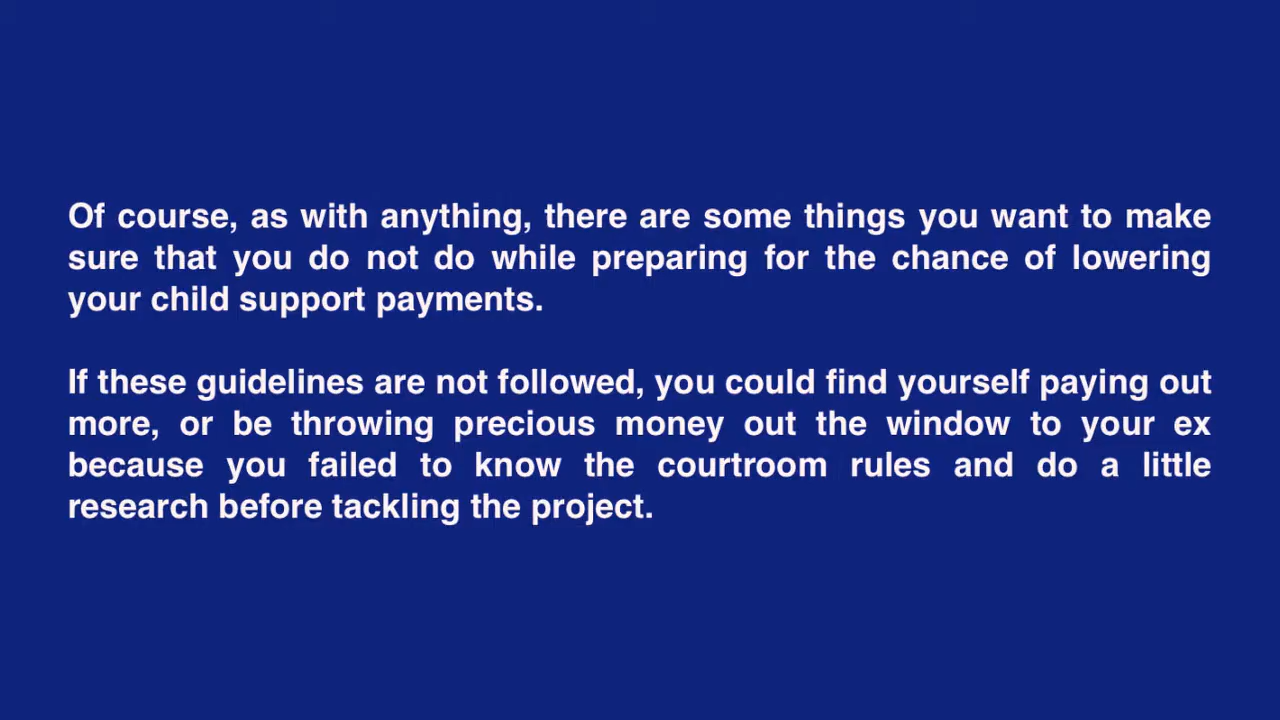 Of course, as with anything, there are some things you want to make
sure that you do not do while preparing for the chance of lowering
your child support payments.
If these guidelines are not followed, you could find yourself paying out
more, or be throwing precious money out the window to your ex
because you failed to know the courtroom rules and do a little
research before tackling the project.